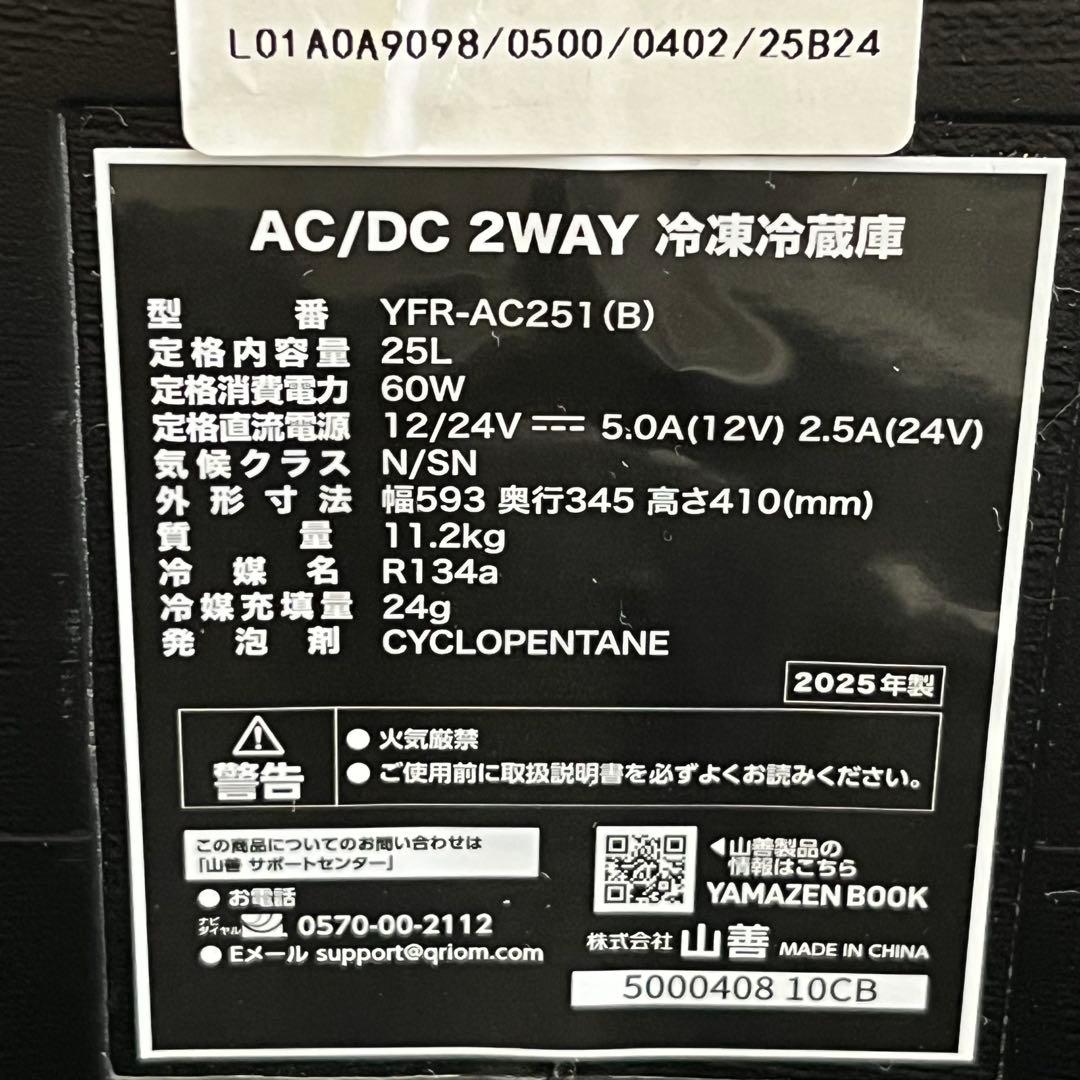 L01A0A9098/0500/0402/25B24
AC/DC 2WAY 冷凍冷蔵庫
型番 YFR-AC251(B)
定格内容量 25L
定格消費電力 60W
定格直流電源 12/24V⎓ 5.0A(12V) 2.5A(24V)
気候クラス N/SN
外形寸法 幅593 奥行345 高さ410(mm)
質量 11.2kg
冷媒名 R134a
冷媒充填量 24g
発泡剤 CYCLOPENTANE
2025年製
警告
●火気厳禁
●ご使用前に取扱説明書を必ずよくお読みください。
この商品についてのお問い合わせは
「山善 サポートセンター」
●お電話
ナビダイヤル 0570-00-2112
●Eメール support@qriom.com
◀山善製品の
情報はこちら
YAMAZEN BOOK
株式会社 山善 MADE IN CHINA
5000408 10CB